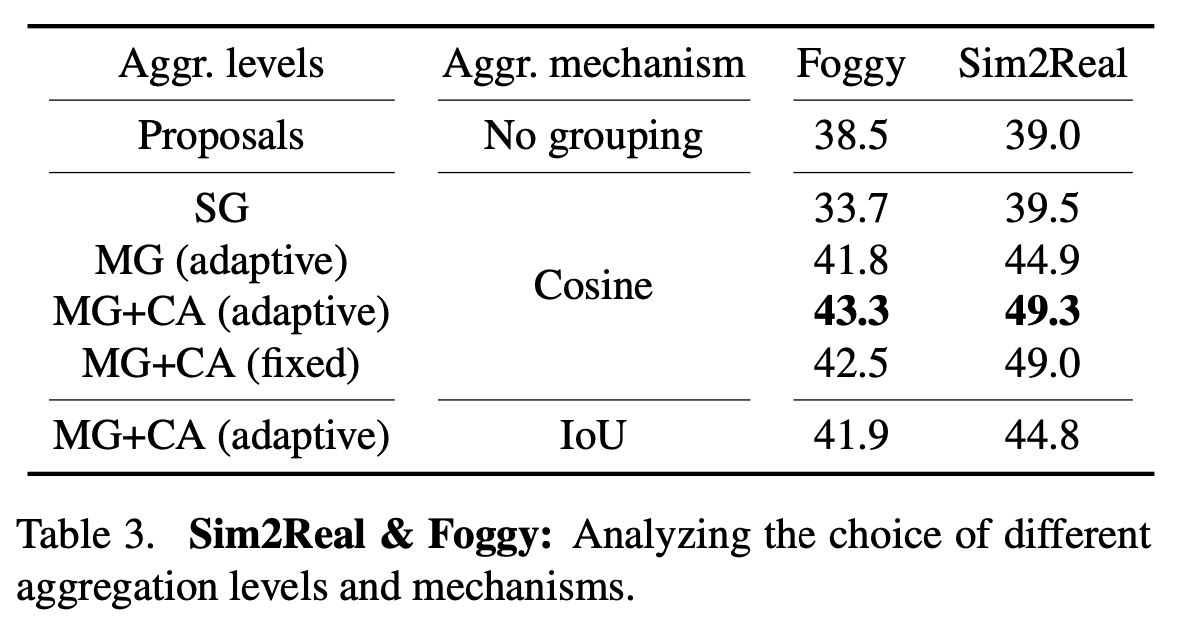 Aggr. levels Aggr. mechanism Foggy Sim2Real
Proposals No grouping 38.5 39.0
SG 33.7 39.5
MG (adaptive) 41.8 44.9
Cosine
MG+CA (adaptive) 43.3 49.3
MG+CA (fixed) 42.5 49.0
MG+CA (adaptive) IoU 41.9 44.8
Table 3. Sim2Real & Foggy: Analyzing the choice of different
aggregation levels and mechanisms.